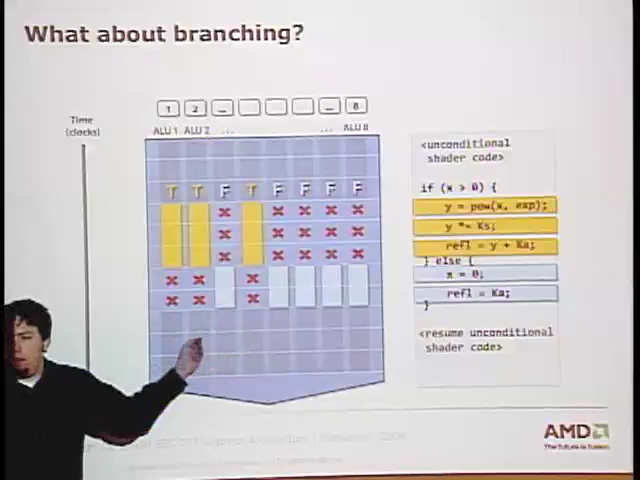 What about branching?
1 2 ... ... 8
Time
(clocks)
ALU 1 ALU 2 ... ... ALU 8
T T F T F F F F
<unconditional
shader code>
if (x > 0) {
y = pow(x, exp);
y *= Ks;
refl = y + Ka;
} else {
x = 0;
refl = Ka;
}
<resume unconditional
shader code>
AMD
The future is fusion